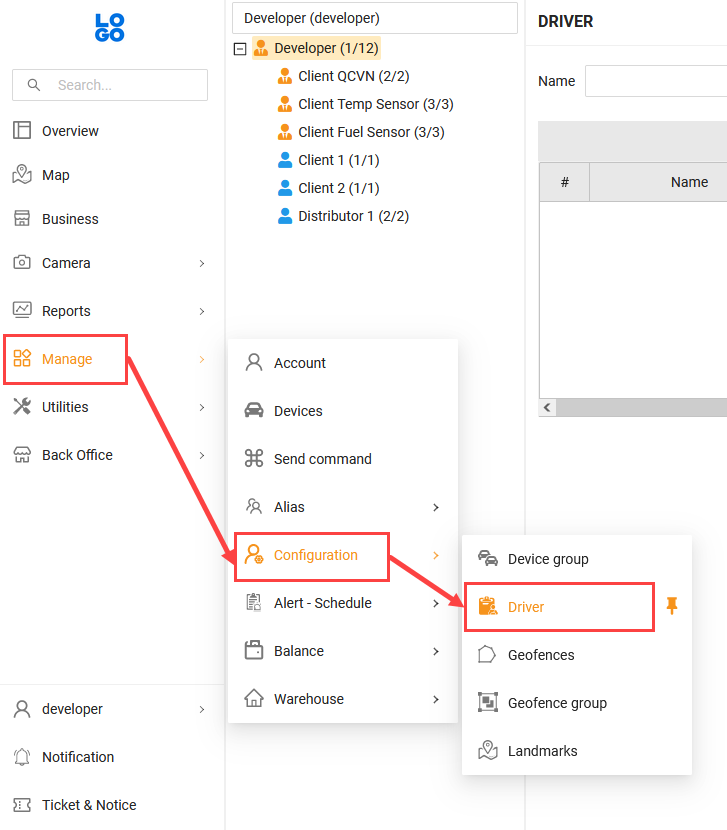 LO
GO
Search...
Overview
Map
Business
Camera
Reports
Manage
Utilities
Back Office
developer
Notification
Ticket & Notice
Developer (developer)
Developer (1/12)
Client QCVN (2/2)
Client Temp Sensor (3/3)
Client Fuel Sensor (3/3)
Client 1 (1/1)
Client 2 (1/1)
Distributor 1 (2/2)
Account
Devices
Send command
Alias
Configuration
Alert - Schedule
Balance
Warehouse
Device group
Driver
Geofences
Geofence group
Landmarks
DRIVER
Name
# Name